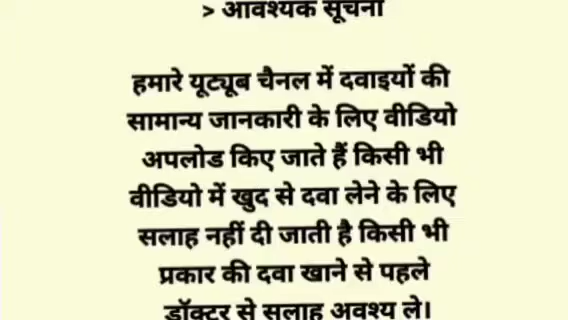 > आवश्यक सूचना
हमारे यूट्यूब चैनल में दवाइयों की
सामान्य जानकारी के लिए वीडियो
अपलोड किए जाते हैं किसी भी
वीडियो में खुद से दवा लेने के लिए
सलाह नहीं दी जाती है किसी भी
प्रकार की दवा खाने से पहले
डॉक्टर से सलाह अवश्य ले।